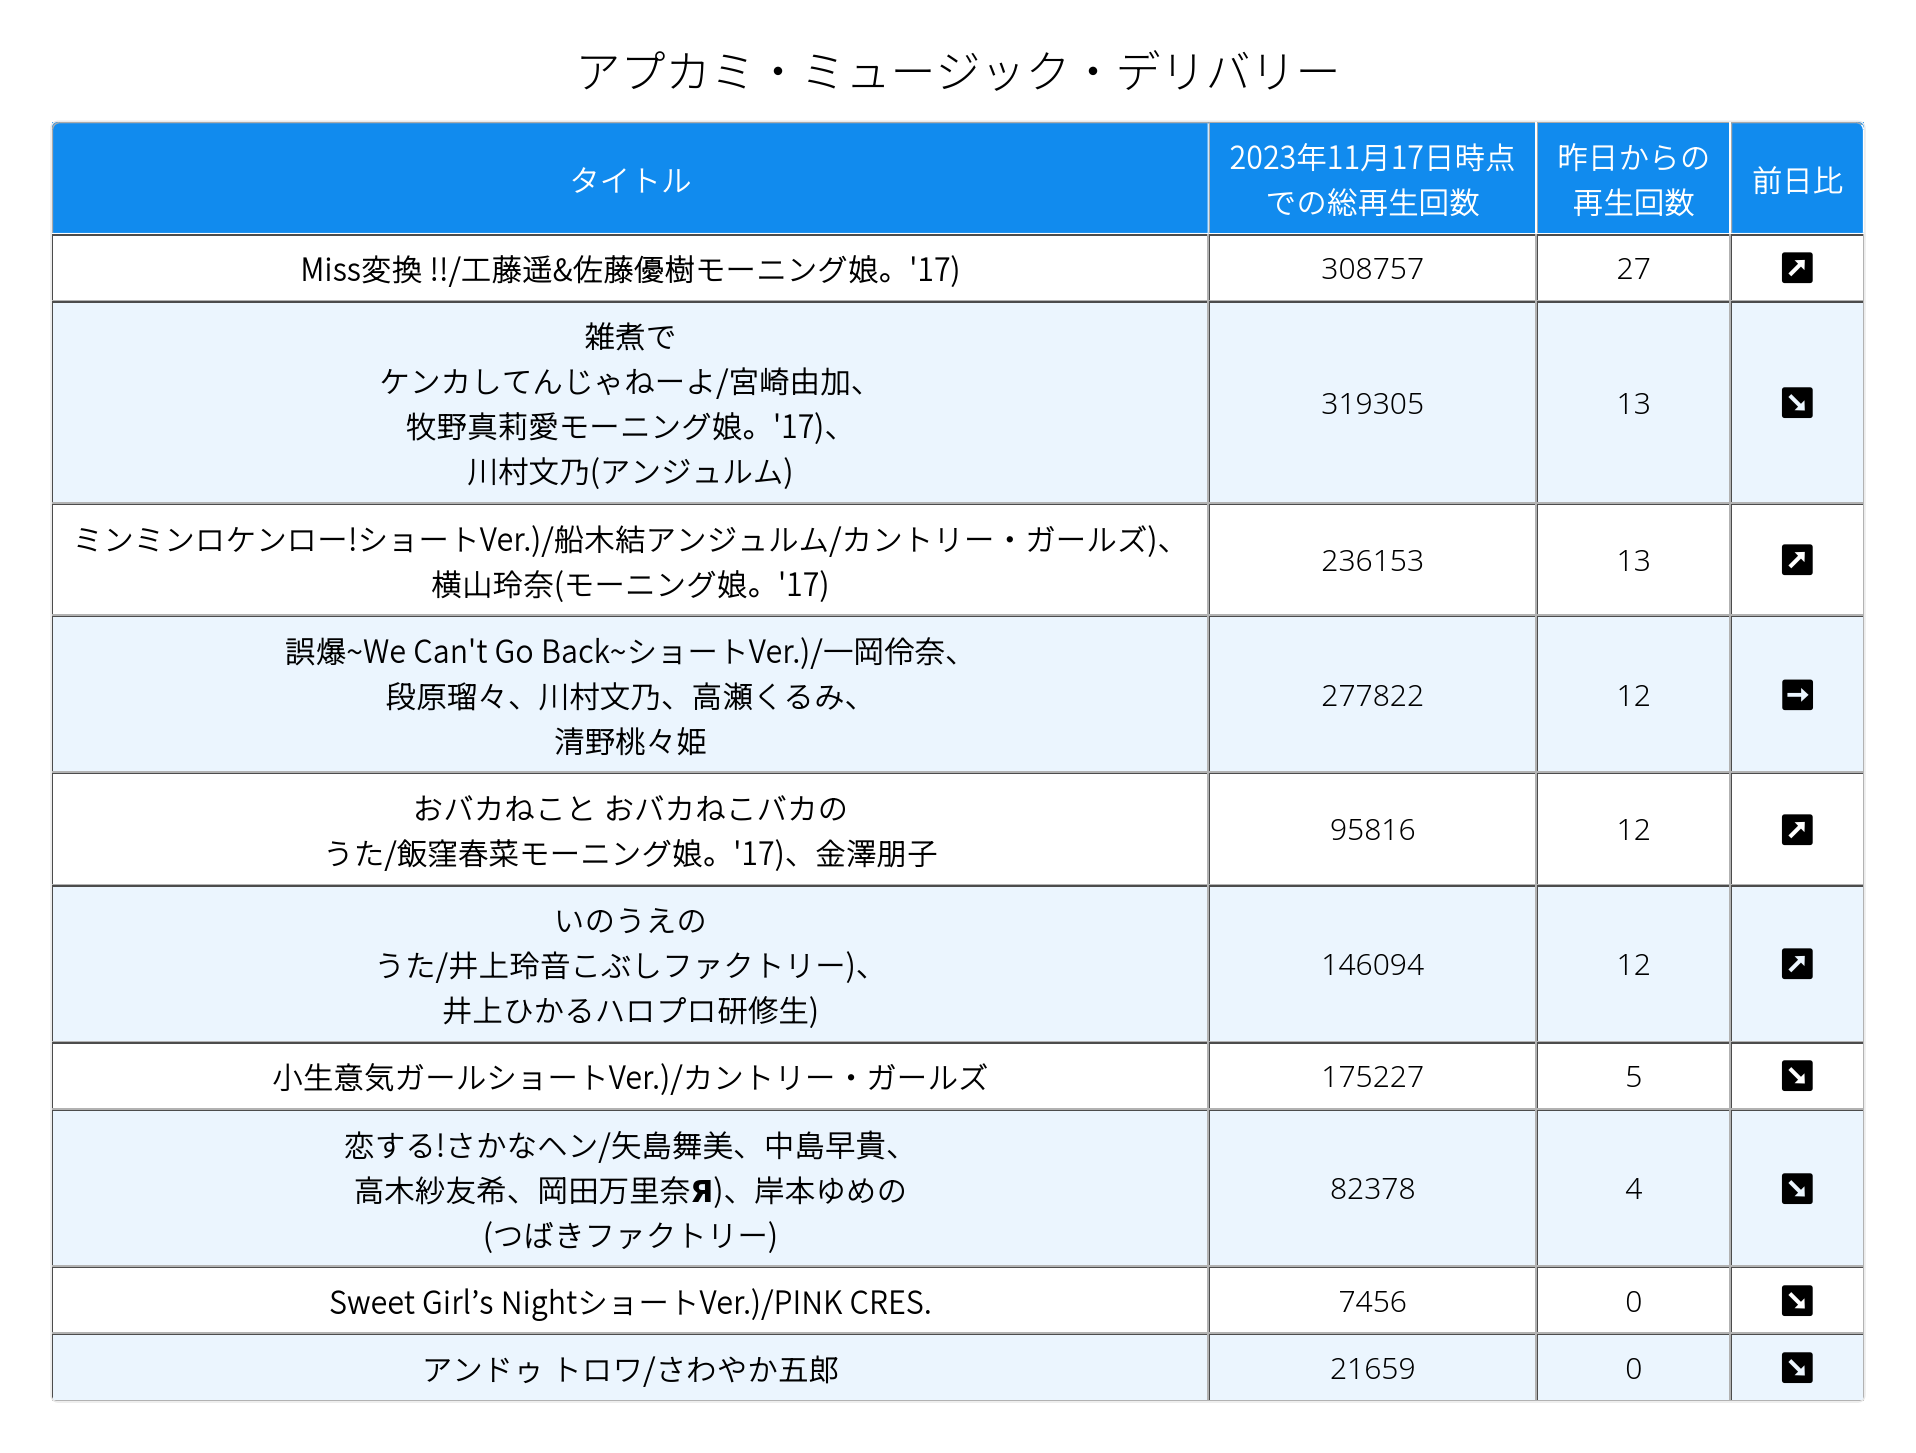 アプカミ・ミュージック・デリバリー
タイトル
2023年11月17日時点
での総再生回数
昨日からの
再生回数
前日比
Miss変換 !!/工藤遥&佐藤優樹モーニング娘。'17)
308757
27
雑煮で
ケンカしてんじゃねーよ/宮崎由加、
牧野真莉愛モーニング娘。'17)、
川村文乃(アンジュルム)
319305
13
ミンミンロケンロー!ショートVer.)/船木結アンジュルム/カントリー・ガールズ)、
横山玲奈(モーニング娘。'17)
236153
13
誤爆~We Can't Go Back~ショートVer.)/一岡伶奈、
段原瑠々、川村文乃、高瀬くるみ、
清野桃々姫
277822
12
おバカねこと おバカねこバカの
うた/飯窪春菜モーニング娘。'17)、金澤朋子
95816
12
いのうえの
うた/井上玲音こぶしファクトリー)、
井上ひかるハロプロ研修生)
146094
12
小生意気ガールショートVer.)/カントリー・ガールズ
175227
5
恋する!さかなヘン/矢島舞美、中島早貴、
高木紗友希、岡田万里奈Я)、岸本ゆめの
(つばきファクトリー)
82378
4
Sweet Girl’s NightショートVer.)/PINK CRES.
7456
0
アンドゥ トロワ/さわやか五郎
21659
0